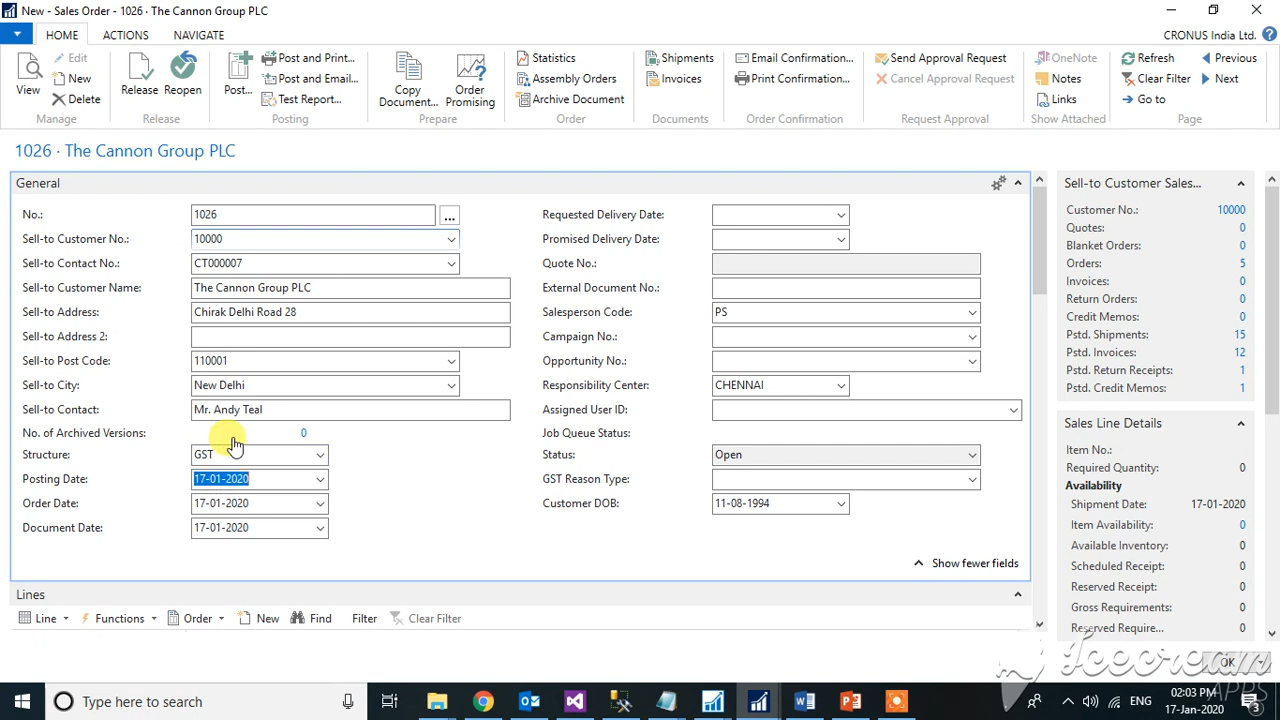 New - Sales Order - 1026 · The Cannon Group PLC
HOME ACTIONS NAVIGATE CRONUS India Ltd.
View
Edit
New
Delete
Manage
Release
Reopen
Release
Post...
Post and Print...
Post and Email...
Test Report...
Posting
Copy
Document...
Order
Promising
Prepare
Statistics
Assembly Orders
Archive Document
Order
Shipments
Invoices
Documents
Email Confirmation...
Print Confirmation...
Order Confirmation
Send Approval Request
Cancel Approval Request
Request Approval
OneNote
Notes
Links
Show Attached
Refresh
Clear Filter
Go to
Previous
Next
Page
1026 · The Cannon Group PLC
General
No.: 1026 ...
Sell-to Customer No.: 10000
Sell-to Contact No.: CT000007
Sell-to Customer Name: The Cannon Group PLC
Sell-to Address: Chirak Delhi Road 28
Sell-to Address 2:
Sell-to Post Code: 110001
Sell-to City: New Delhi
Sell-to Contact: Mr. Andy Teal
No. of Archived Versions: 0
Structure: GST
Posting Date: 17-01-2020
Order Date: 17-01-2020
Document Date: 17-01-2020
Requested Delivery Date:
Promised Delivery Date:
Quote No.:
External Document No.:
Salesperson Code: PS
Campaign No.:
Opportunity No.:
Responsibility Center: CHENNAI
Assigned User ID:
Job Queue Status:
Status: Open
GST Reason Type:
Customer DOB: 11-08-1994
Show fewer fields
Lines
Line Functions Order New Find Filter Clear Filter
Sell-to Customer Sales...
Customer No.: 10000
Quotes: 0
Blanket Orders: 0
Orders: 5
Invoices: 0
Return Orders: 0
Credit Memos: 0
Pstd. Shipments: 15
Pstd. Invoices: 12
Pstd. Return Receipts: 1
Pstd. Credit Memos: 1
Sales Line Details
Item No.:
Required Quantity: 0
Availability
Shipment Date: 17-01-2020
Item Availability: 0
Available Inventory: 0
Scheduled Receipt: 0
Reserved Receipt: 0
Gross Requirements: 0
Reserved Require... 0
OK
Icecream
APPS
Type here to search
ENG
02:03 PM
17-Jan-2020
3